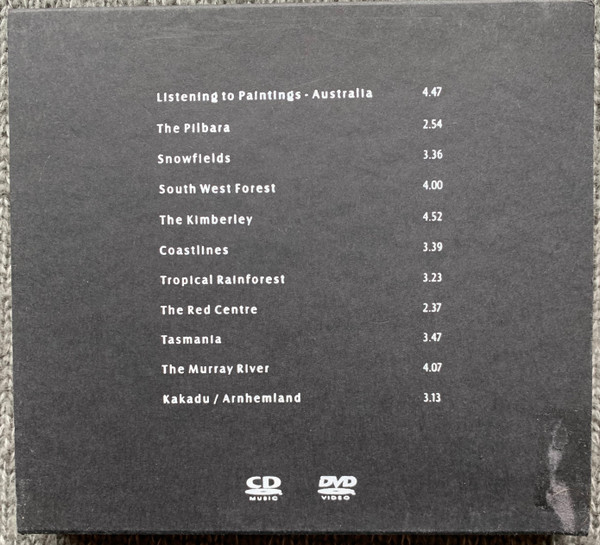 Listening to Paintings - Australia 4.47
The Pilbara 2.54
Snowfields 3.36
South West Forest 4.00
The Kimberley 4.52
Coastlines 3.39
Tropical Rainforest 3.23
The Red Centre 2.37
Tasmania 3.47
The Murray River 4.07
Kakadu / Arnhemland 3.13
CD DVD
MUSIC VIDEO